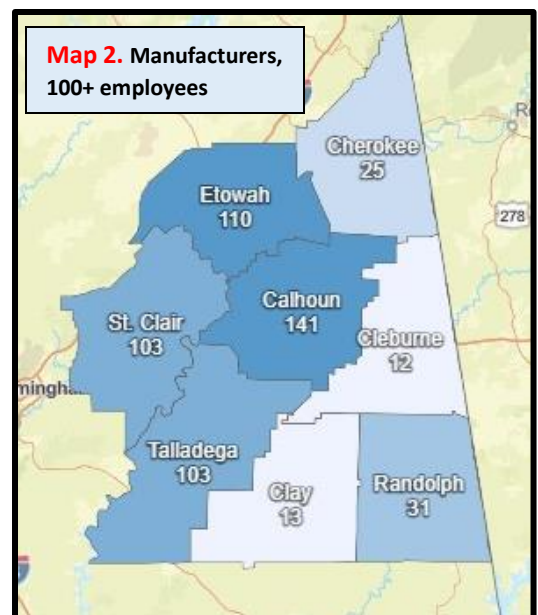 Map 2. Manufacturers,
100+ employees
Cherokee
25
Etowah
110
278
Calhoun
141
St. Clair
103
Cleburne
12
Talladega
103
Clay
13
Randolph
31